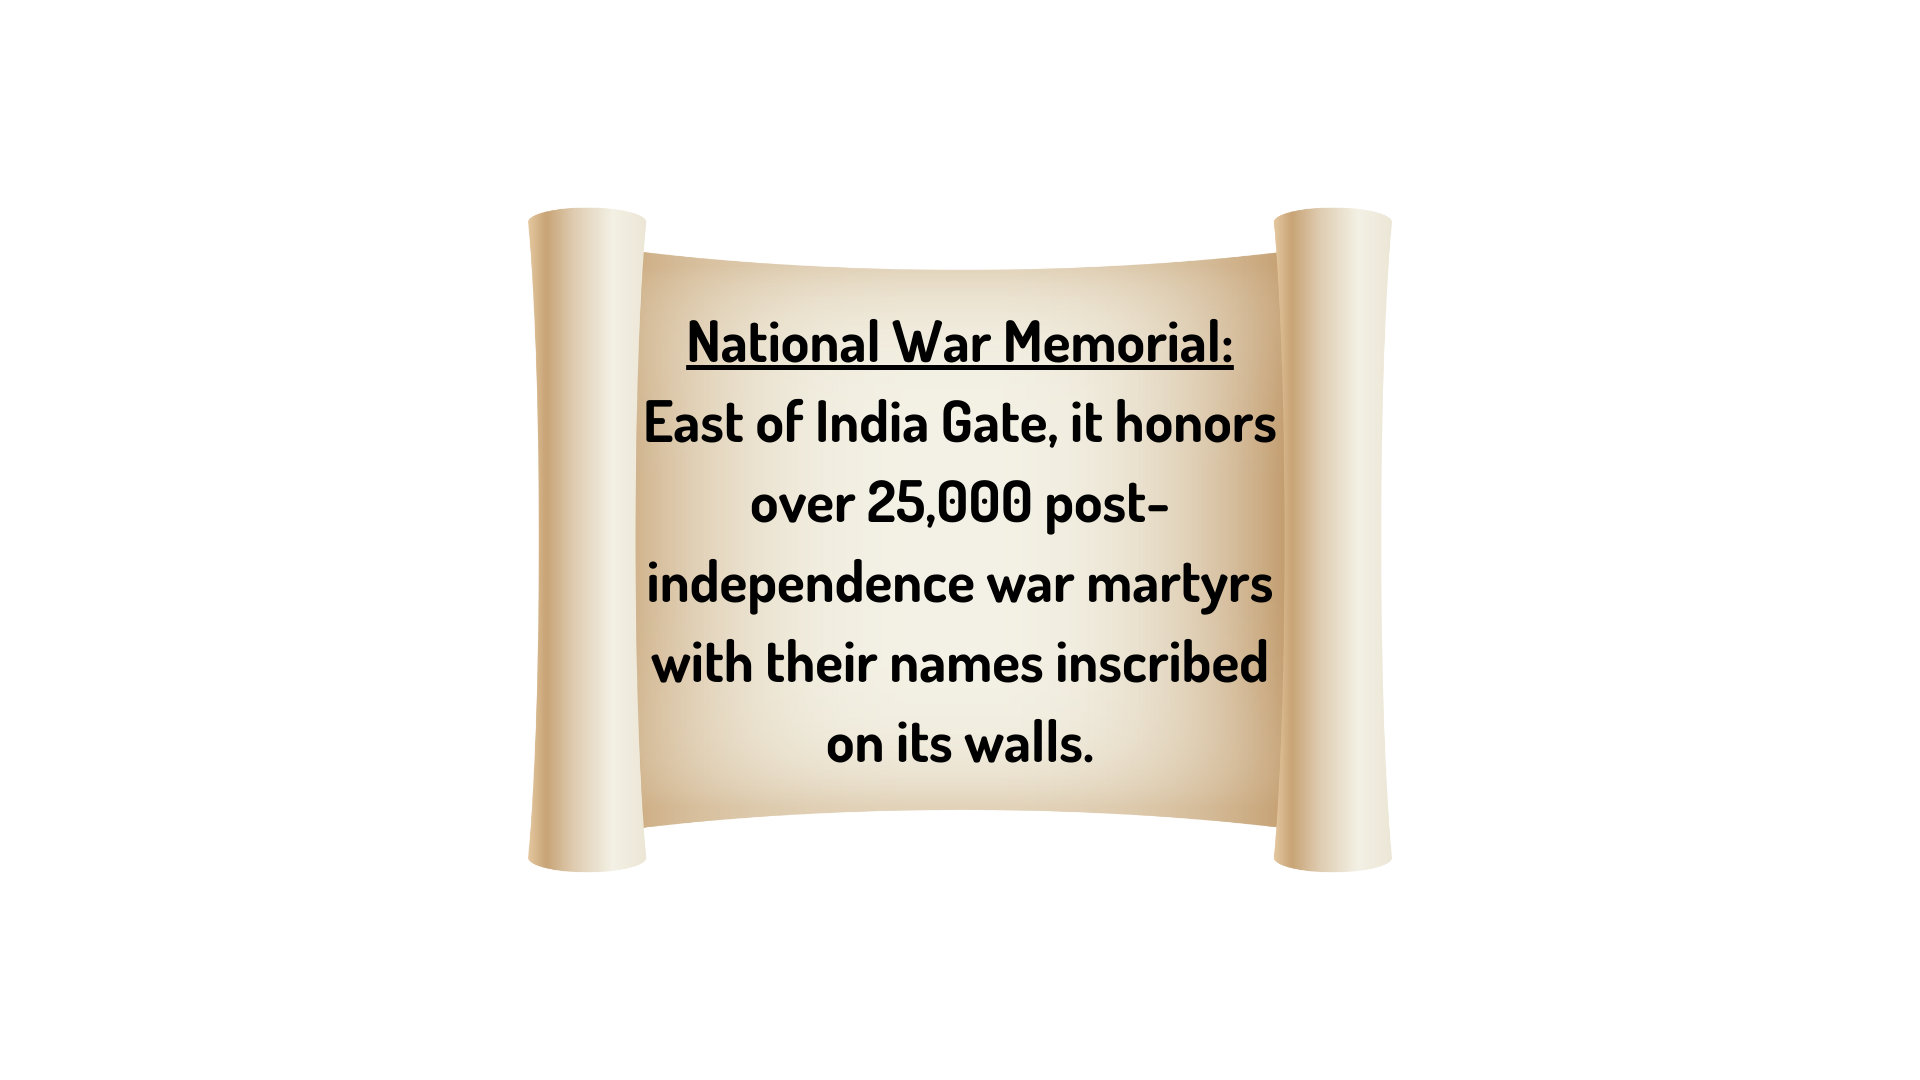 National War Memorial:
East of India Gate, it honors
over 25,000 post-
independence war martyrs
with their names inscribed
on its walls.